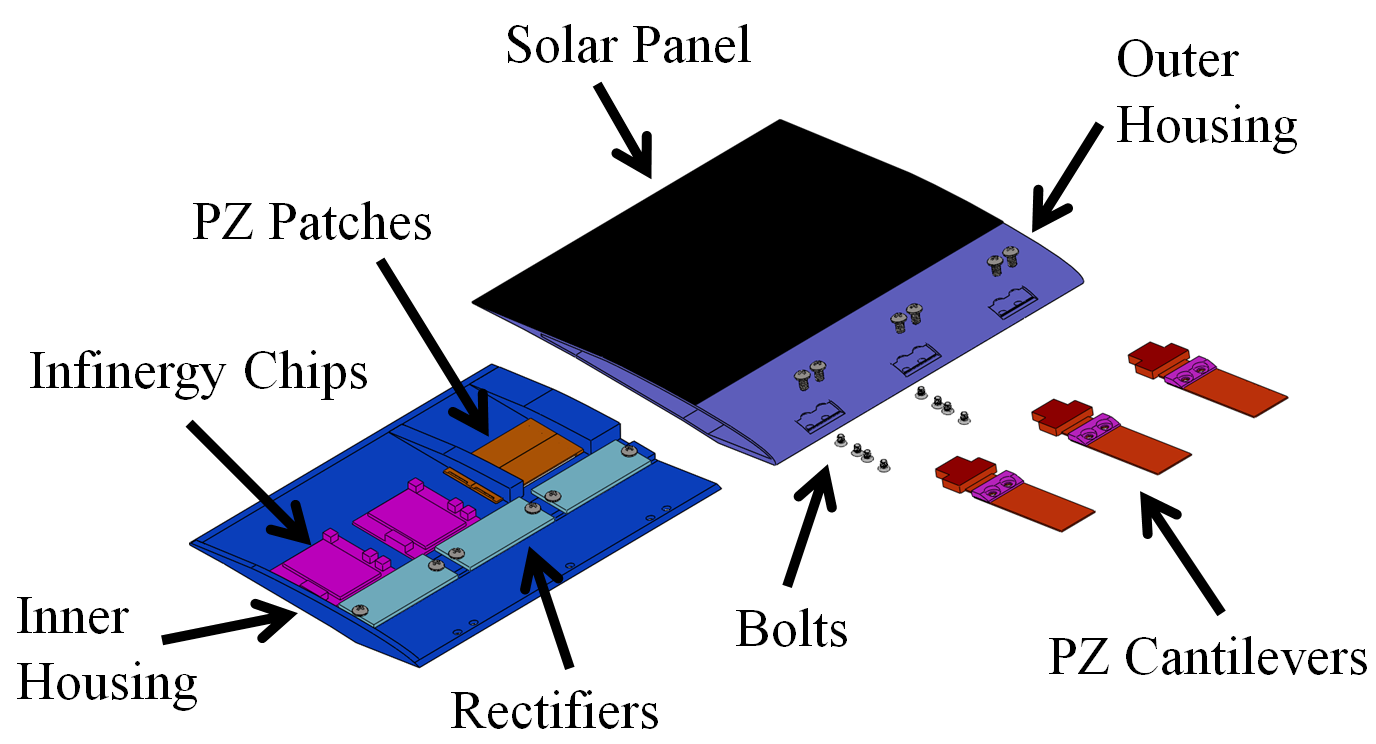 Solar Panel
Outer
Housing
PZ Patches
Infinergy Chips
Inner
Housing
Rectifiers
Bolts
PZ Cantilevers